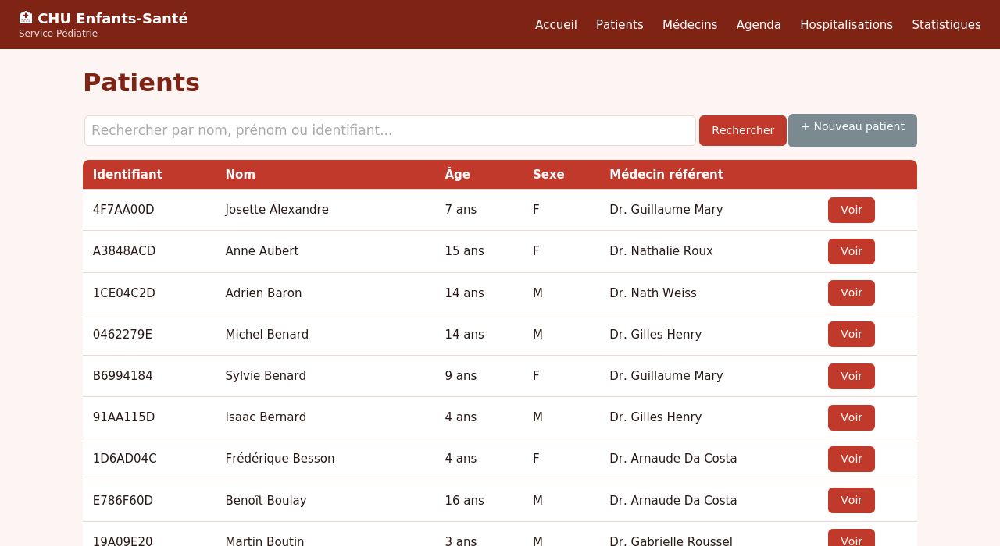 🏥 CHU Enfants-Santé
Service Pédiatrie
Accueil Patients Médecins Agenda Hospitalisations Statistiques
Patients
Rechercher par nom, prénom ou identifiant... Rechercher + Nouveau patient
Identifiant Nom Âge Sexe Médecin référent
4F7AA00D Josette Alexandre 7 ans F Dr. Guillaume Mary Voir
A3848ACD Anne Aubert 15 ans F Dr. Nathalie Roux Voir
1CE04C2D Adrien Baron 14 ans M Dr. Nath Weiss Voir
0462279E Michel Benard 14 ans M Dr. Gilles Henry Voir
B6994184 Sylvie Benard 9 ans F Dr. Guillaume Mary Voir
91AA115D Isaac Bernard 4 ans M Dr. Gilles Henry Voir
1D6AD04C Frédérique Besson 4 ans F Dr. Arnaude Da Costa Voir
E786F60D Benoît Boulay 16 ans M Dr. Arnaude Da Costa Voir
19A09E20 Martin Boutin 3 ans M Dr. Gabrielle Roussel Voir